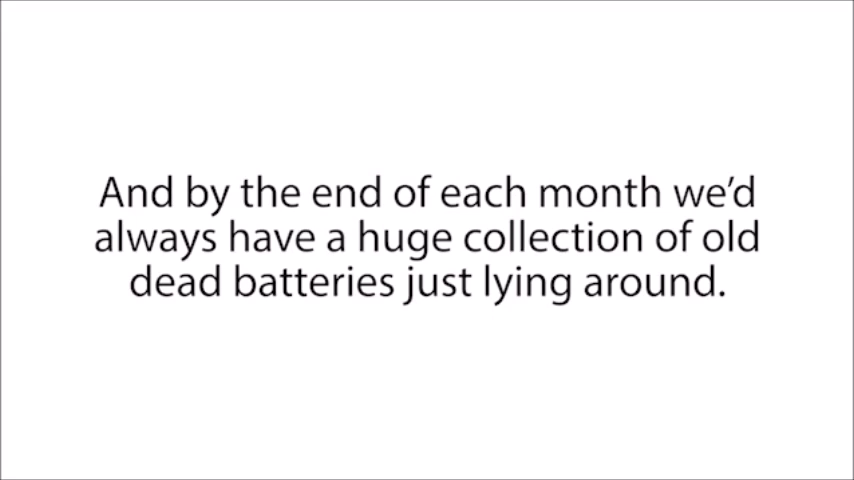 And by the end of each month we’d
always have a huge collection of old
dead batteries just lying around.